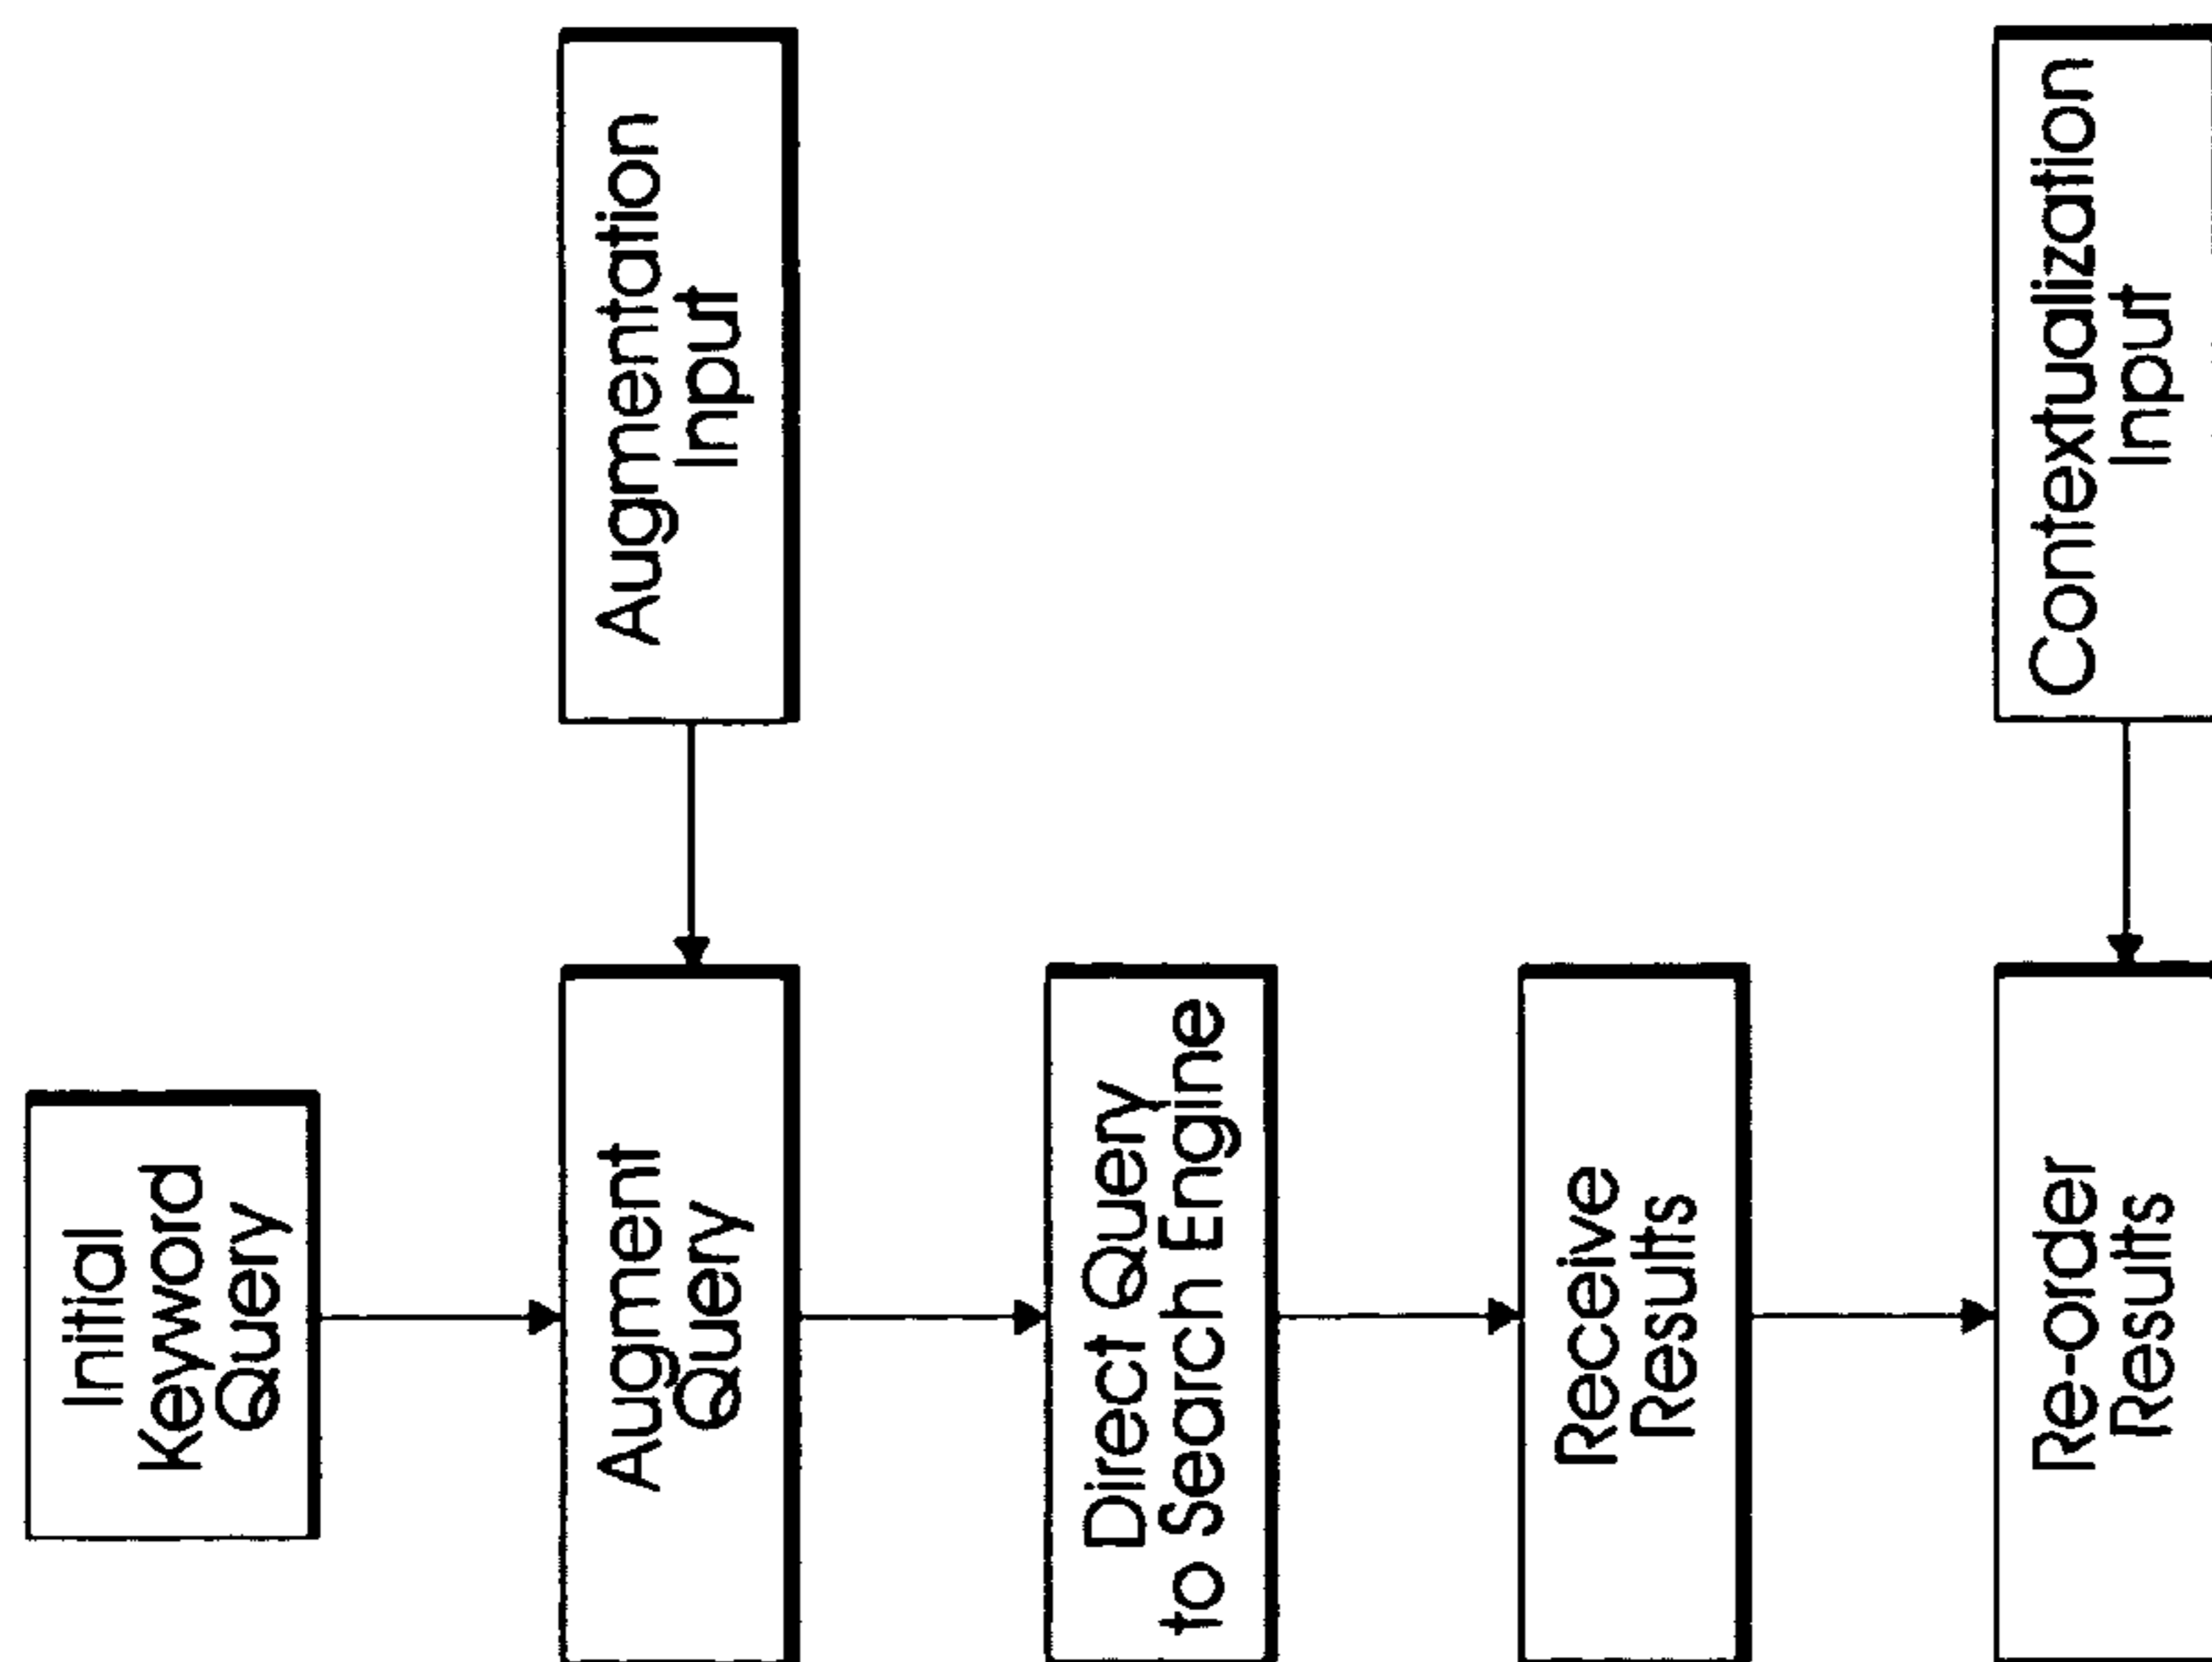 Initial
Keyword
Query
Augment
Query
Augmentation
Input
Direct Query
to Search Engine
Receive
Results
Re-order
Results
Contextualization
Input